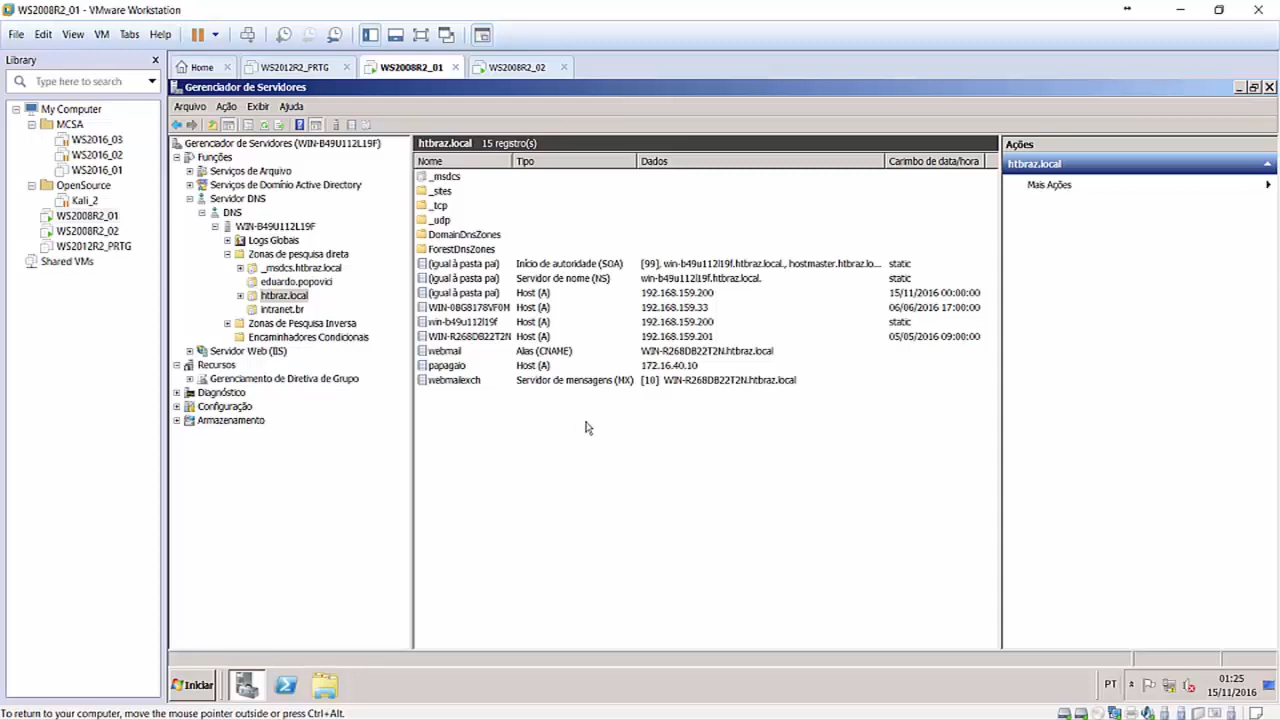 WS2008R2_01 - VMware Workstation
File Edit View VM Tabs Help
Library
Type here to search
My Computer
MCSA
WS2016_03
WS2016_02
WS2016_01
OpenSource
Kali_2
WS2008R2_01
WS2008R2_02
WS2012R2_PRTG
Shared VMs
Home WS2012R2_PRTG WS2008R2_01 WS2008R2_02
Gerenciador de Servidores
Arquivo Ação Exibir Ajuda
Gerenciador de Servidores (WIN-B49U112L19F)
Funções
Serviços de Arquivo
Serviços de Domínio Active Directory
Servidor DNS
DNS
WIN-B49U112L19F
Logs Globais
Zonas de pesquisa direta
_msdcs.htbraz.local
eduardo.popovici
htbraz.local
intranet.br
Zonas de Pesquisa Inversa
Encaminhadores Condicionais
Servidor Web (IIS)
Recursos
Gerenciamento de Diretiva de Grupo
Diagnóstico
Configuração
Armazenamento
htbraz.local 15 registro(s)
Nome Tipo Dados Carimbo de data/hora
_msdcs
_sites
_tcp
_udp
DomainDnsZones
ForestDnsZones
(igual à pasta pai) Início de autoridade (SOA) [99], win-b49u112l19f.htbraz.local., hostmaster.htbraz.lo... static
(igual à pasta pai) Servidor de nome (NS) win-b49u112l19f.htbraz.local. static
(igual à pasta pai) Host (A) 192.168.159.200 15/11/2016 00:00:00
WIN-08G8178VF0M Host (A) 192.168.159.33 06/06/2016 17:00:00
win-b49u112l19f Host (A) 192.168.159.200 static
WIN-R268DB22T2N Host (A) 192.168.159.201 05/05/2016 09:00:00
webmail Alias (CNAME) WIN-R268DB22T2N.htbraz.local
papagaio Host (A) 172.16.40.10
webmailexch Servidor de mensagens (MX) [10] WIN-R268DB22T2N.htbraz.local
Ações
htbraz.local
Mais Ações
Iniciar
PT
01:25
15/11/2016
To return to your computer, move the mouse pointer outside or press Ctrl+Alt.